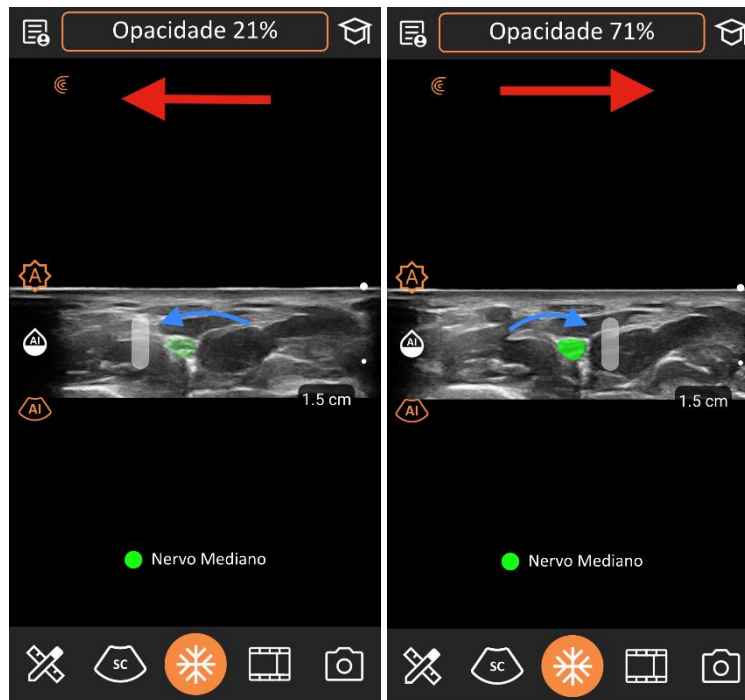 Opacidade 21%
A
AI
1.5 cm
AI
Nervo Mediano
SC
Opacidade 71%
A
AI
1.5 cm
AI
Nervo Mediano
SC